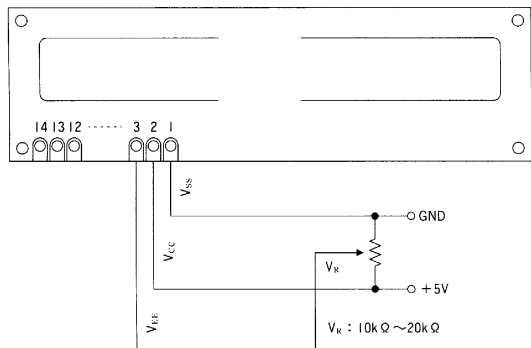 14 13 12 ------ 3 2 1
VSS
GND
VCC
VR
+5V
VEE
VR : 10kΩ～20kΩ